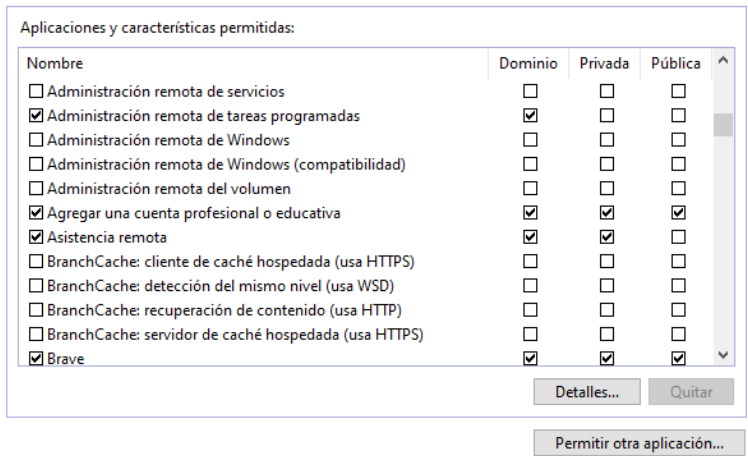 Aplicaciones y características permitidas:
Nombre Dominio Privada Pública
Administración remota de servicios
Administración remota de tareas programadas
Administración remota de Windows
Administración remota de Windows (compatibilidad)
Administración remota del volumen
Agregar una cuenta profesional o educativa
Asistencia remota
BranchCache: cliente de caché hospedada (usa HTTPS)
BranchCache: detección del mismo nivel (usa WSD)
BranchCache: recuperación de contenido (usa HTTP)
BranchCache: servidor de caché hospedada (usa HTTPS)
Brave
Detalles... Quitar
Permitir otra aplicación...